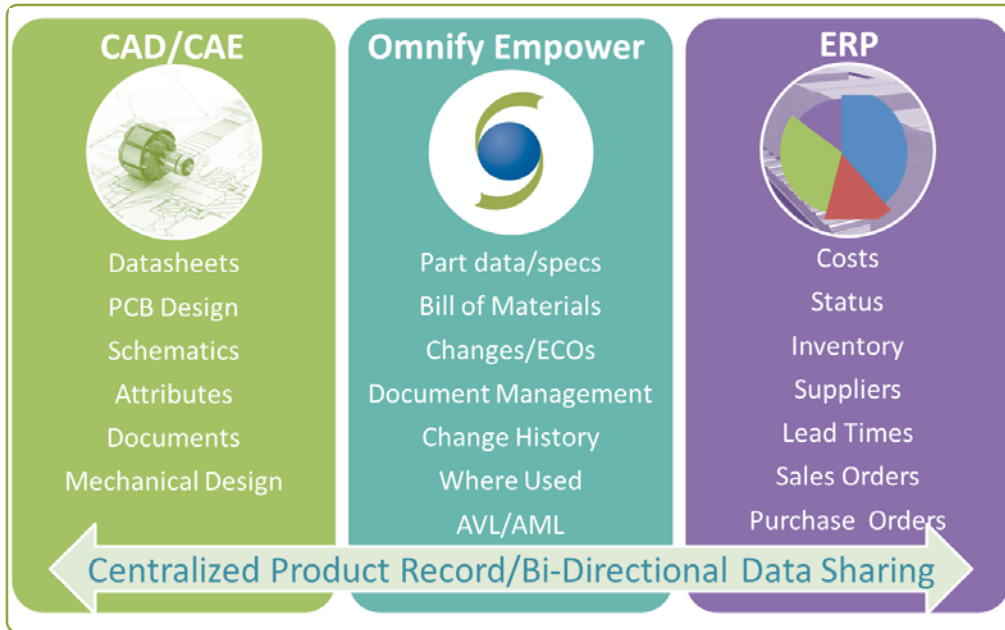 CAD/CAE
Datasheets
PCB Design
Schematics
Attributes
Documents
Mechanical Design
Omnify Empower
Part data/specs
Bill of Materials
Changes/ECOs
Document Management
Change History
Where Used
AVL/AML
ERP
Costs
Status
Inventory
Suppliers
Lead Times
Sales Orders
Purchase Orders
Centralized Product Record/Bi-Directional Data Sharing